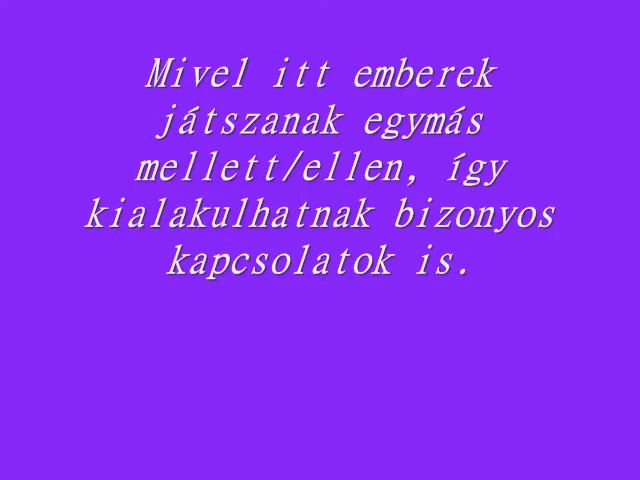 Mivel itt emberek
játszanak egymás
mellett/ellen, így
kialakulhatnak bizonyos
kapcsolatok is.